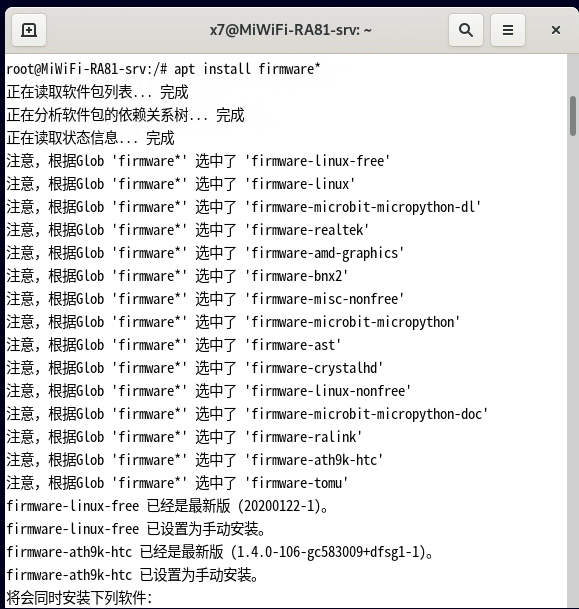 x7@MiWiFi-RA81-srv: ~
root@MiWiFi-RA81-srv:/# apt install firmware*
正在读取软件包列表... 完成
正在分析软件包的依赖关系树... 完成
正在读取状态信息... 完成
注意，根据Glob 'firmware*' 选中了 'firmware-linux-free'
注意，根据Glob 'firmware*' 选中了 'firmware-linux'
注意，根据Glob 'firmware*' 选中了 'firmware-microbit-micropython-dl'
注意，根据Glob 'firmware*' 选中了 'firmware-realtek'
注意，根据Glob 'firmware*' 选中了 'firmware-amd-graphics'
注意，根据Glob 'firmware*' 选中了 'firmware-bnx2'
注意，根据Glob 'firmware*' 选中了 'firmware-misc-nonfree'
注意，根据Glob 'firmware*' 选中了 'firmware-microbit-micropython'
注意，根据Glob 'firmware*' 选中了 'firmware-ast'
注意，根据Glob 'firmware*' 选中了 'firmware-crystalhd'
注意，根据Glob 'firmware*' 选中了 'firmware-linux-nonfree'
注意，根据Glob 'firmware*' 选中了 'firmware-microbit-micropython-doc'
注意，根据Glob 'firmware*' 选中了 'firmware-ralink'
注意，根据Glob 'firmware*' 选中了 'firmware-ath9k-htc'
注意，根据Glob 'firmware*' 选中了 'firmware-tomu'
firmware-linux-free 已经是最新版 (20200122-1)。
firmware-linux-free 已设置为手动安装。
firmware-ath9k-htc 已经是最新版 (1.4.0-106-gc583009+dfsg1-1)。
firmware-ath9k-htc 已设置为手动安装。
将会同时安装下列软件：